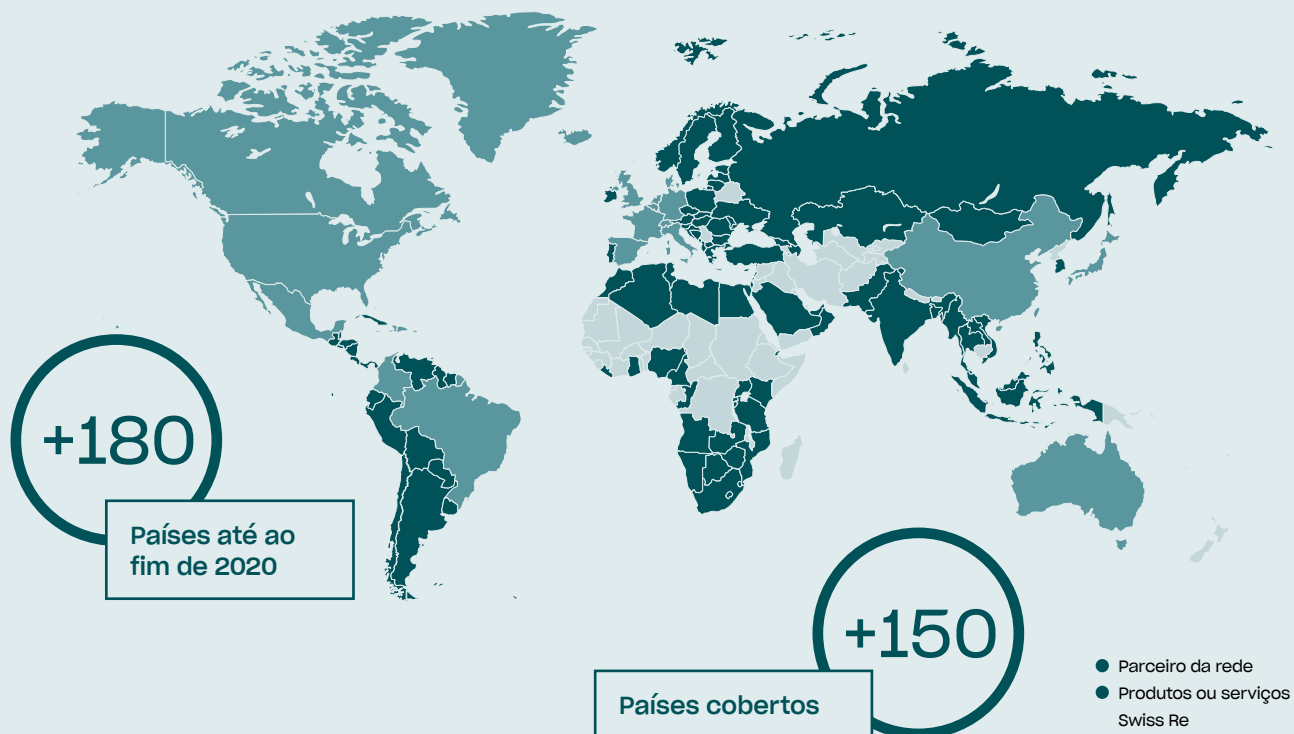 +180
Países até ao
fim de 2020
+150
Países cobertos
Parceiro da rede
Produtos ou serviços
Swiss Re